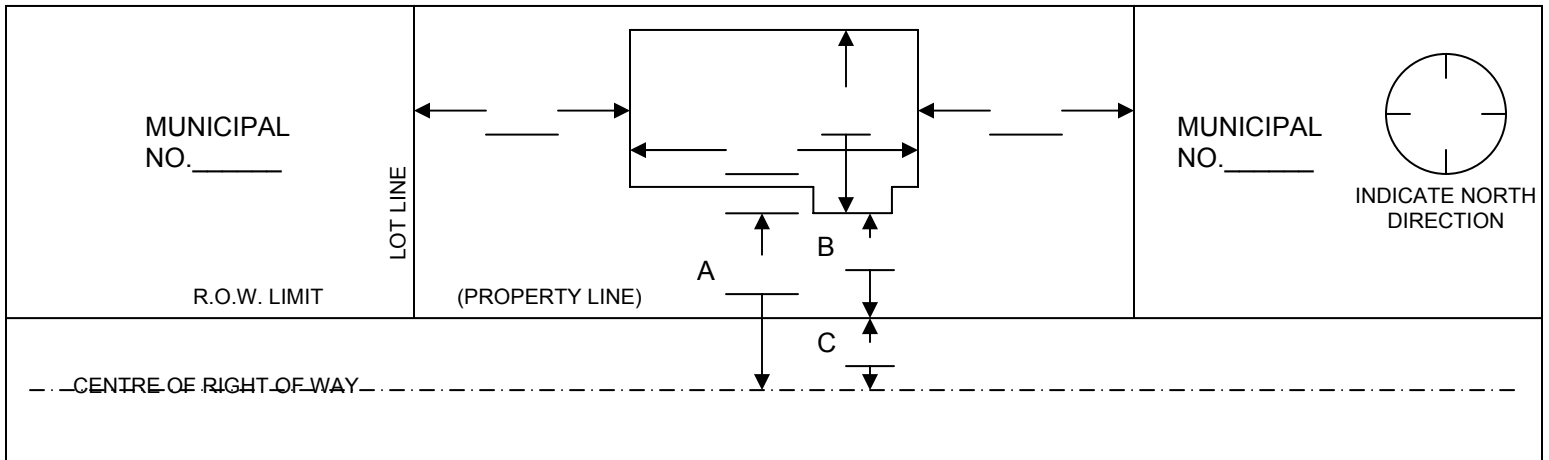 MUNICIPAL
NO.______
LOT LINE
R.O.W. LIMIT
(PROPERTY LINE)
A
B
C
MUNICIPAL
NO.______
INDICATE NORTH
DIRECTION
CENTRE OF RIGHT OF WAY